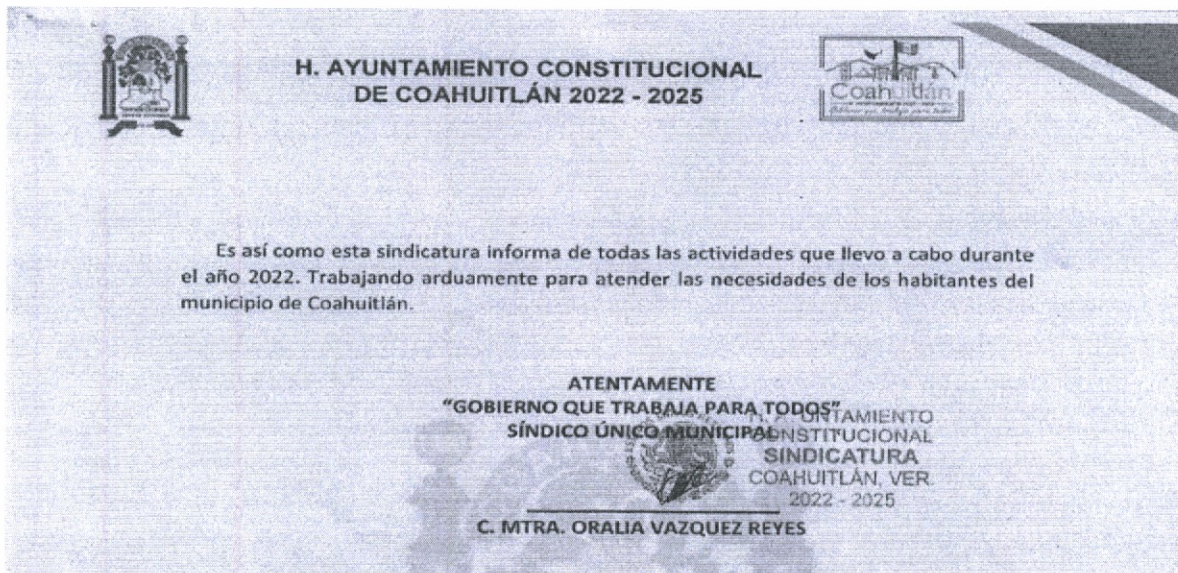 H. AYUNTAMIENTO CONSTITUCIONAL
DE COAHUITLÁN 2022 - 2025
Coahuitlán
Es así como esta sindicatura informa de todas las actividades que llevo a cabo durante
el año 2022. Trabajando arduamente para atender las necesidades de los habitantes del
municipio de Coahuitlán.
ATENTAMENTE
"GOBIERNO QUE TRABAJA PARA TODOS"
SÍNDICO ÚNICO MUNICIPAL
CONSTITUCIONAL
SINDICATURA
COAHUITLÁN, VER.
2022 - 2025
C. MTRA. ORALIA VAZQUEZ REYES